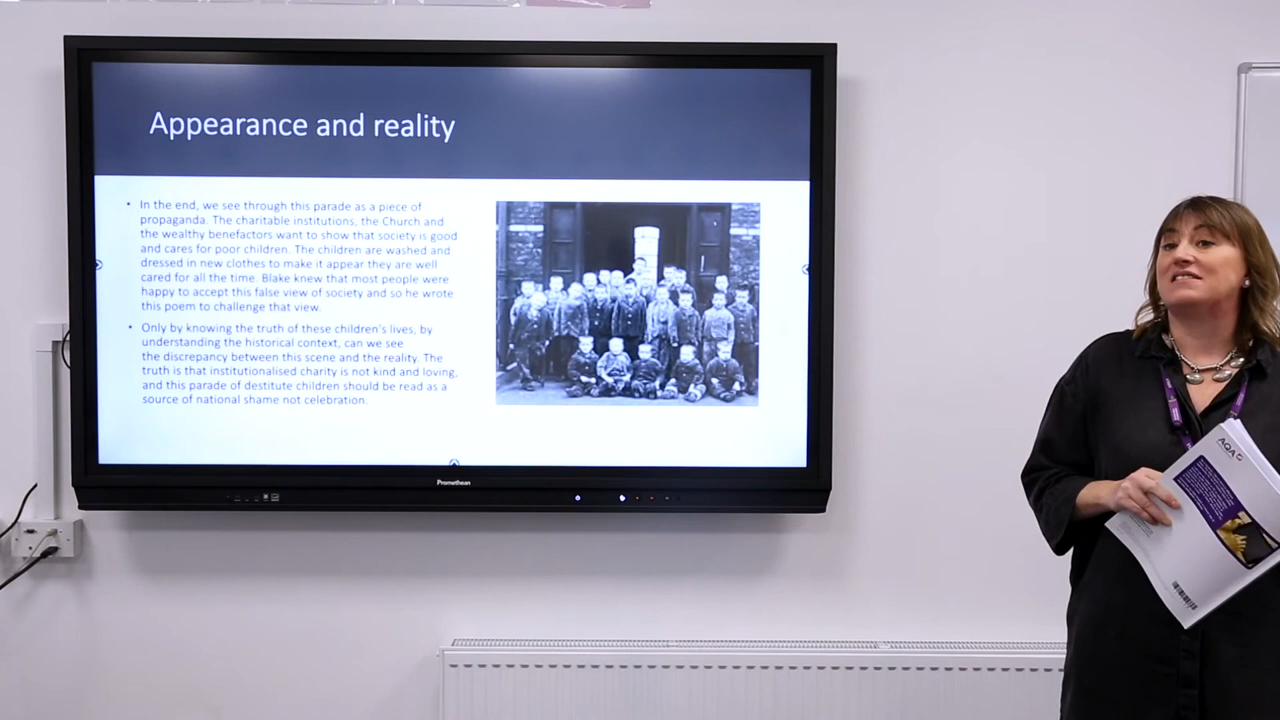 Appearance and reality
• In the end, we see through this parade as a piece of
propaganda. The charitable institutions, the Church and
the wealthy benefactors want to show that society is good
and cares for poor children. The children are washed and
dressed in new clothes to make it appear they are well
cared for all the time. Blake knew that most people were
happy to accept this false view of society and so he wrote
this poem to challenge that view.
• Only by knowing the truth of these children's lives, by
understanding the historical context, can we see
the discrepancy between this scene and the reality. The
truth is that institutionalised charity is not kind and loving,
and this parade of destitute children should be read as a
source of national shame not celebration.
Promethean
AQA